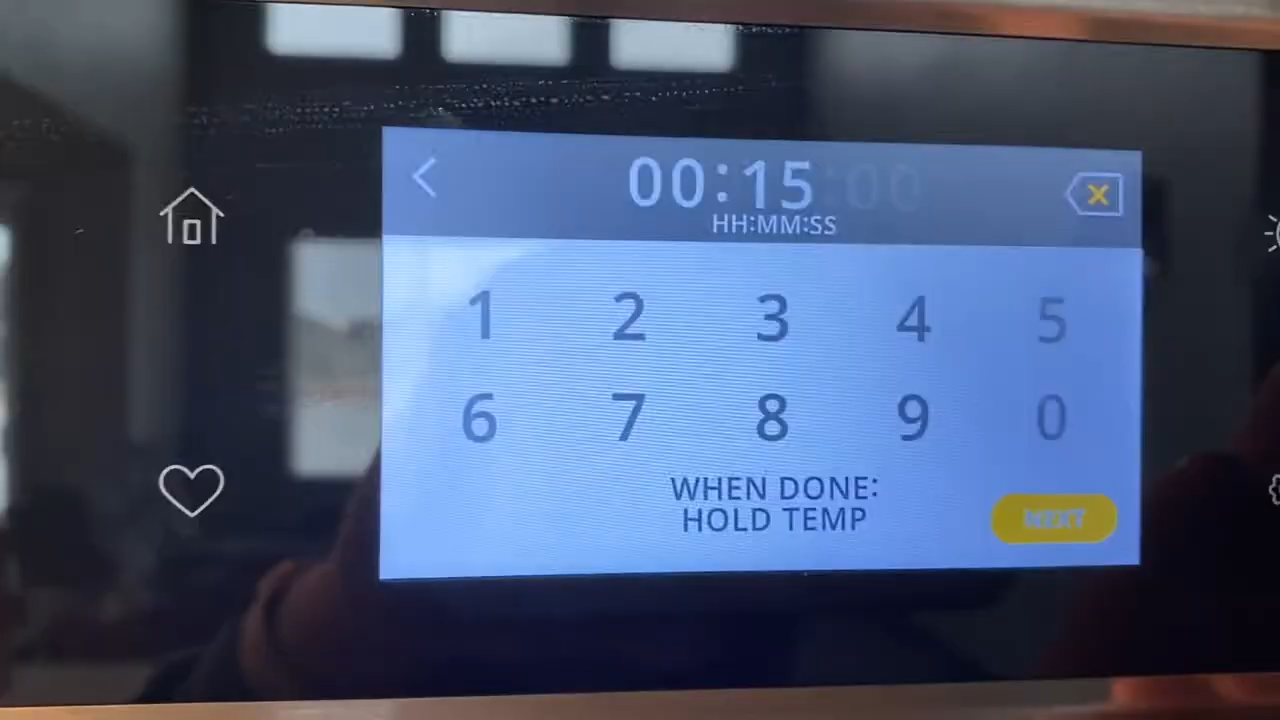 00:15:00
HH:MM:SS
1 2 3 4 5
6 7 8 9 0
WHEN DONE:
HOLD TEMP
NEXT